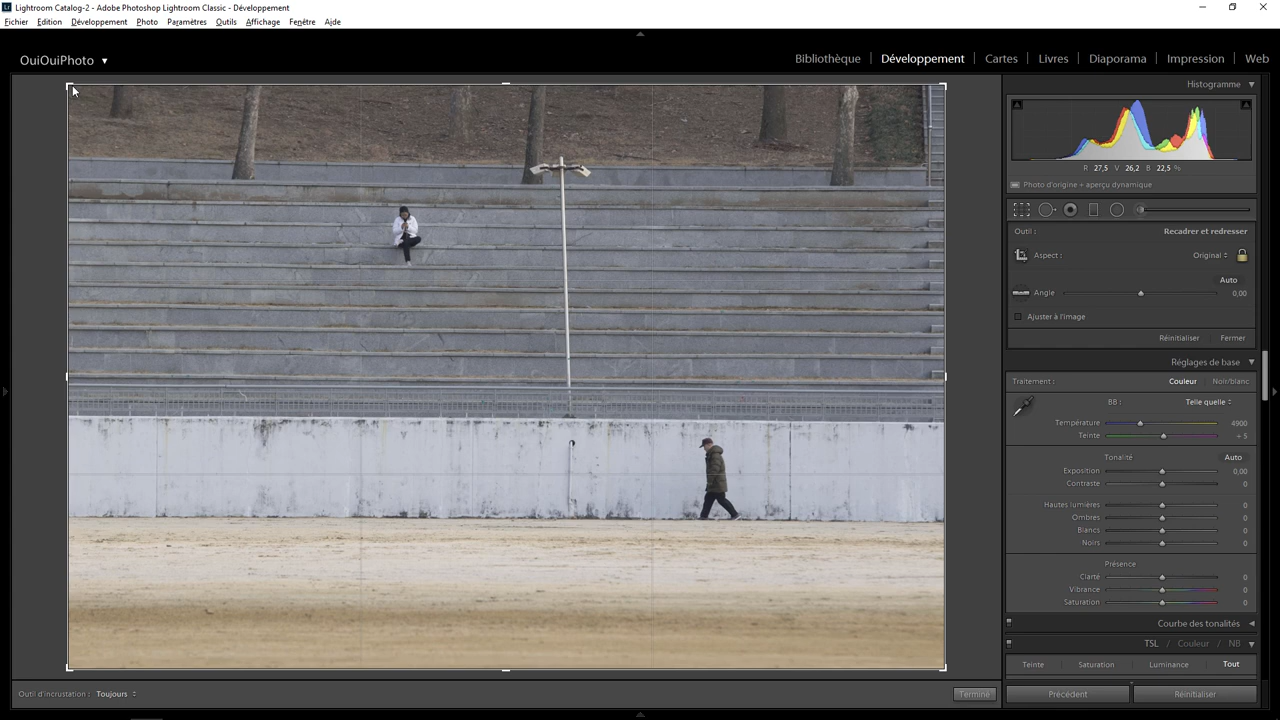 Lightroom Catalog-2 - Adobe Photoshop Lightroom Classic - Développement
Fichier Edition Développement Photo Paramètres Outils Affichage Fenêtre Aide
OuiOuiPhoto
Bibliothèque Développement Cartes Livres Diaporama Impression Web
Histogramme
R 27,5 V 26,2 B 22,5 %
Photo d'origine + aperçu dynamique
Outil : Recadrer et redresser
Aspect : Original
Auto
Angle 0,00
Ajuster à l'image
Réinitialiser Fermer
Réglages de base
Traitement : Couleur Noir/blanc
BB : Telle quelle
Température 4900
Teinte + 5
Tonalité Auto
Exposition 0,00
Contraste 0
Hautes lumières 0
Ombres 0
Blancs 0
Noirs 0
Présence
Clarté 0
Vibrance 0
Saturation 0
Courbe des tonalités
TSL / Couleur / NB
Teinte Saturation Luminance Tout
Outil d'incrustation : Toujours Terminé Précédent Réinitialiser